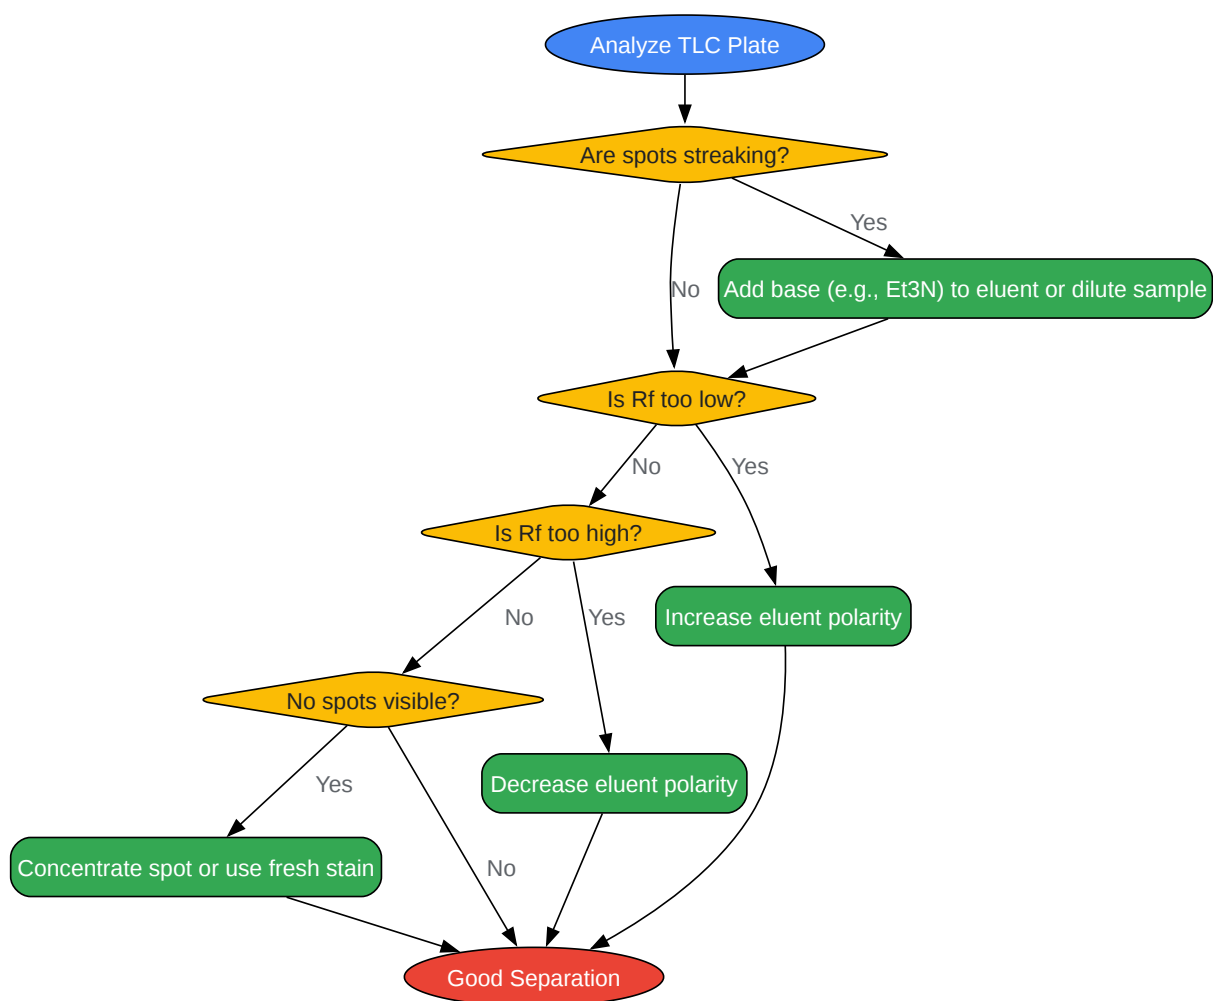 Analyze TLC Plate
Are spots streaking?
Yes
No
Add base (e.g., Et3N) to eluent or dilute sample
Is Rf too low?
No
Yes
Is Rf too high?
No
Yes
Increase eluent polarity
No spots visible?
Yes
Decrease eluent polarity
Concentrate spot or use fresh stain
No
Good Separation